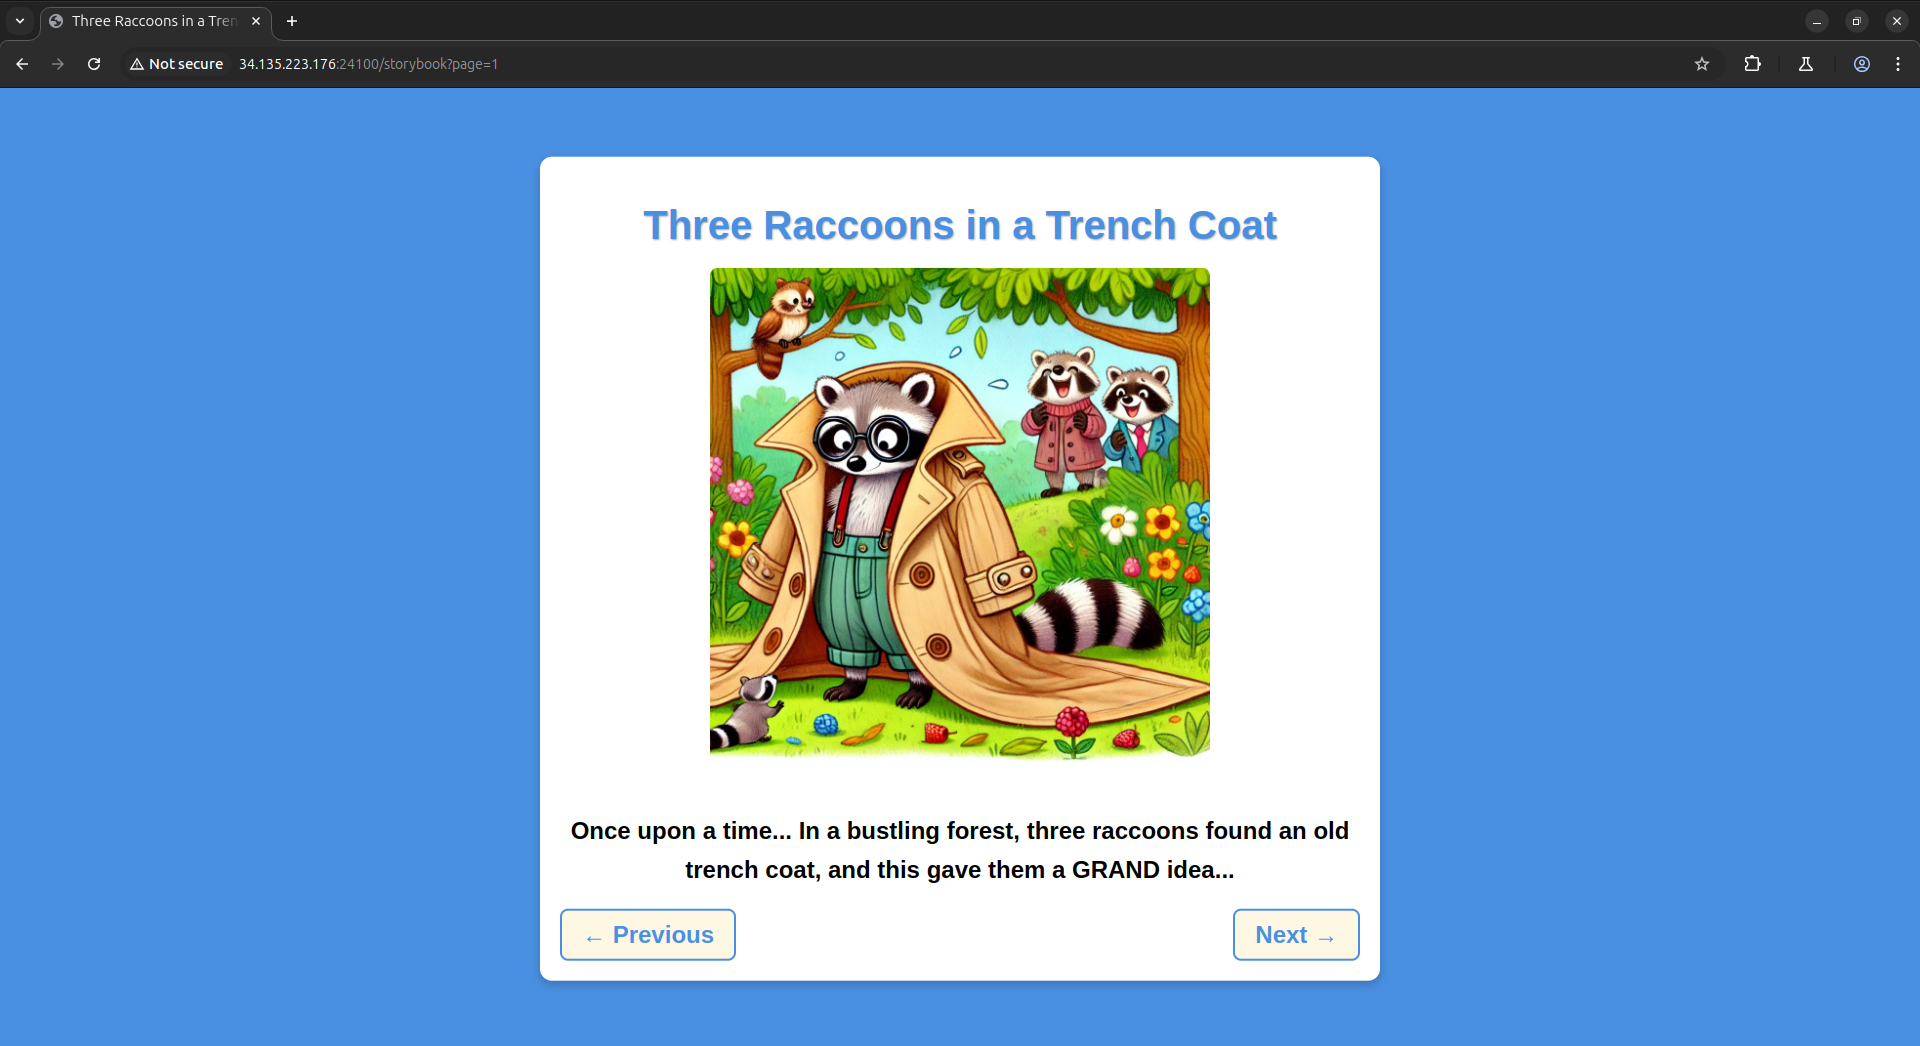 Three Raccoons in a Tren
Not secure
34.135.223.176:24100/storybook?page=1
Three Raccoons in a Trench Coat
Once upon a time... In a bustling forest, three raccoons found an old
trench coat, and this gave them a GRAND idea...
← Previous
Next →